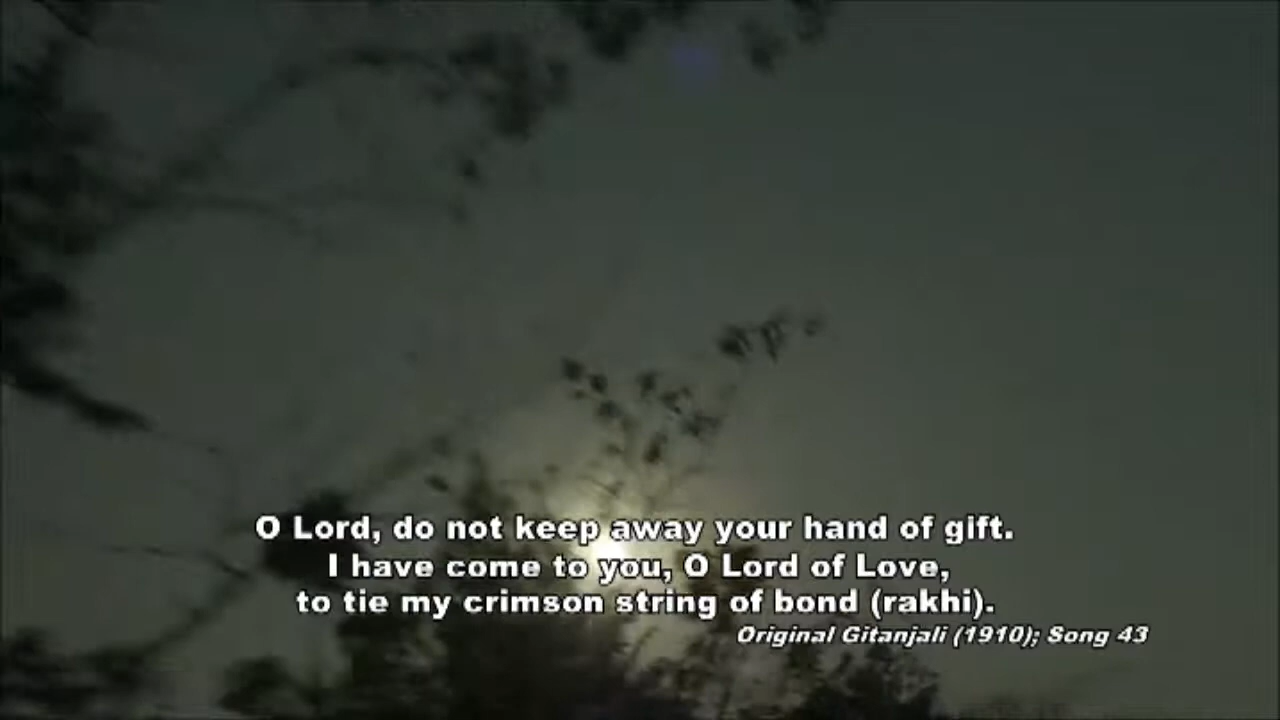 O Lord, do not keep away your hand of gift.
I have come to you, O Lord of Love,
to tie my crimson string of bond (rakhi).
Original Gitanjali (1910); Song 43